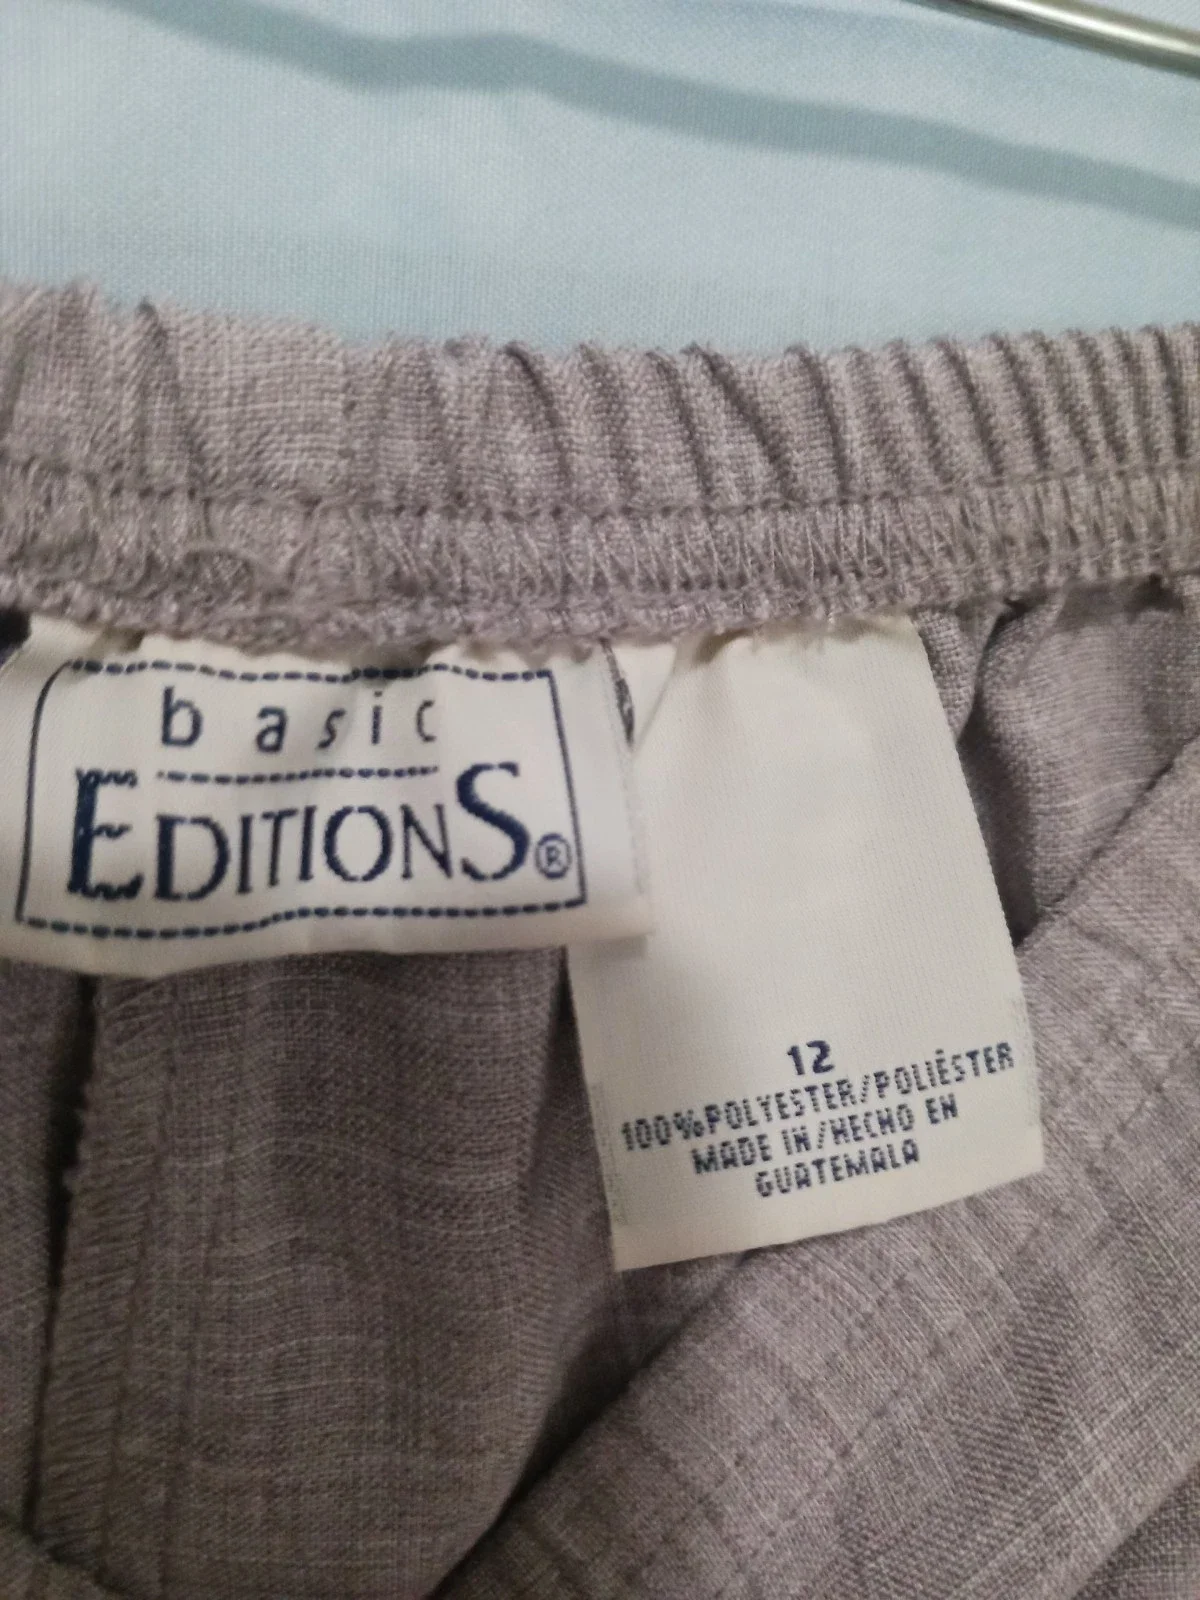 basic
EDITIONS®
12
100%POLYESTER/POLIÉSTER
MADE IN/HECHO EN
GUATEMALA